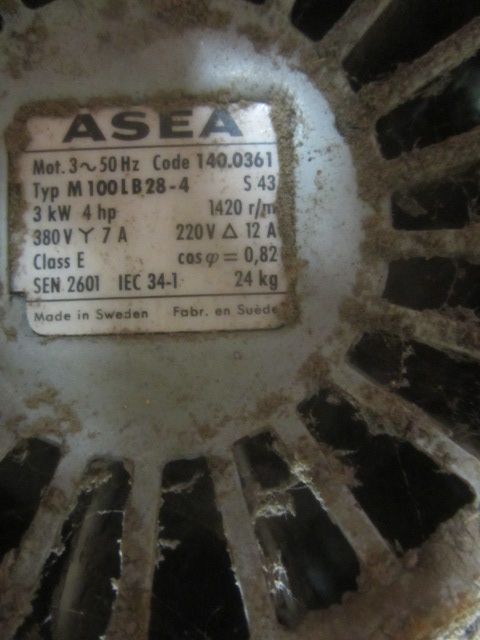 ASEA
Mot. 3~50 Hz Code 140.0361
Typ M 100 LB 28-4 S 43
3 kW 4 hp 1420 r/m
380 V Y 7 A 220 V Δ 12 A
Class E cos φ = 0,82
SEN 2601 IEC 34-1 24 kg
Made in Sweden Fabr. en Suède